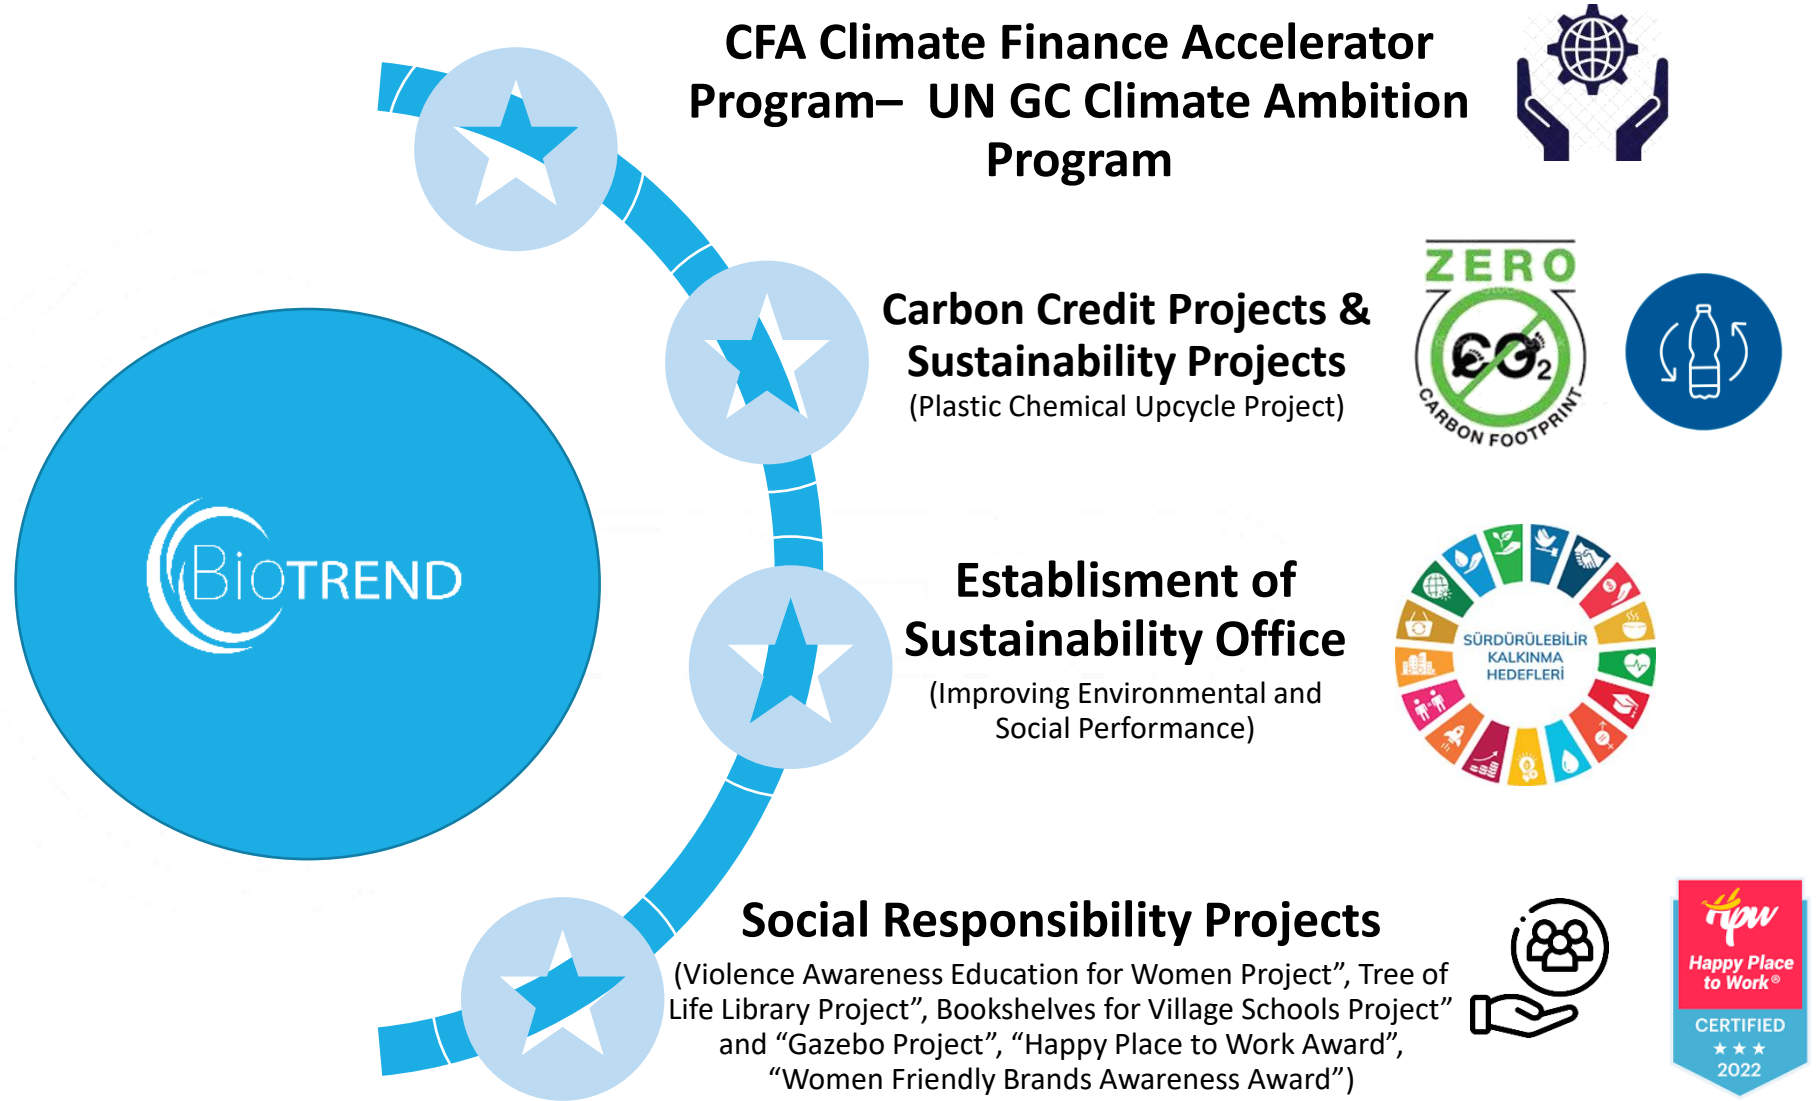 CFA Climate Finance Accelerator
Program– UN GC Climate Ambition
Program
BioTREND
Carbon Credit Projects &
Sustainability Projects
(Plastic Chemical Upcycle Project)
ZERO
CO2
CARBON FOOTPRINT
Establisment of
Sustainability Office
(Improving Environmental and
Social Performance)
SÜRDÜRÜLEBİLİR
KALKINMA
HEDEFLERİ
Social Responsibility Projects
(Violence Awareness Education for Women Project”, Tree of
Life Library Project”, Bookshelves for Village Schools Project”
and “Gazebo Project”, “Happy Place to Work Award”,
“Women Friendly Brands Awareness Award”)
Hpw
Happy Place
to Work®
CERTIFIED
2022